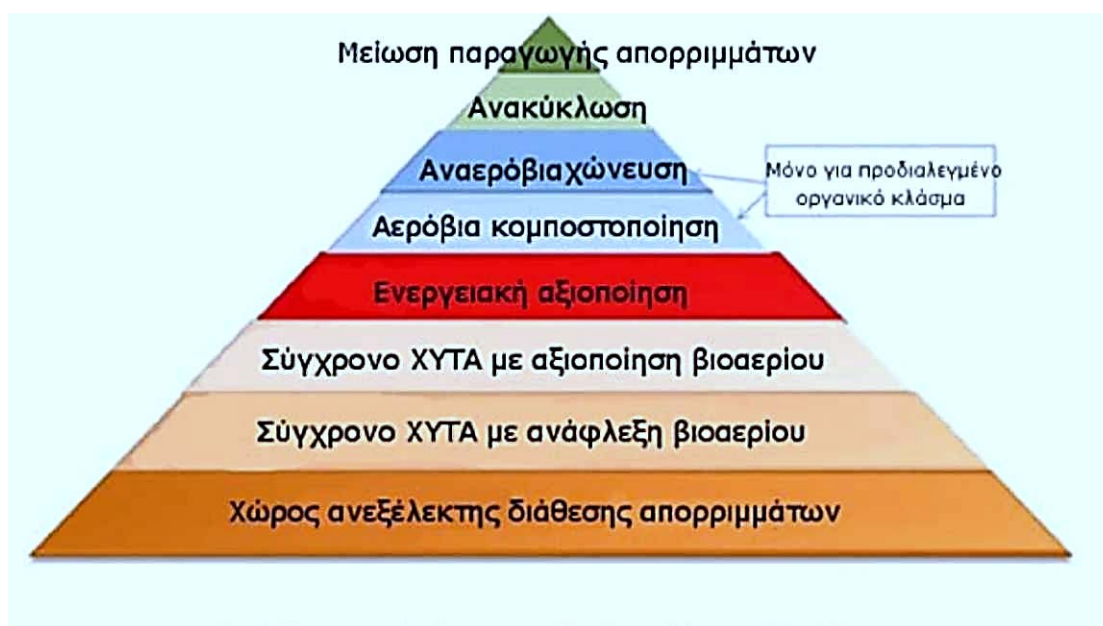 Μείωση παραγωγής απορριμμάτων
Ανακύκλωση
Αναερόβια χώνευση
Μόνο για προδιαλεγμένο
οργανικό κλάσμα
Αερόβια κομποστοποίηση
Ενεργειακή αξιοποίηση
Σύγχρονο ΧΥΤΑ με αξιοποίηση βιοαερίου
Σύγχρονο ΧΥΤΑ με ανάφλεξη βιοαερίου
Χώρος ανεξέλεκτης διάθεσης απορριμμάτων